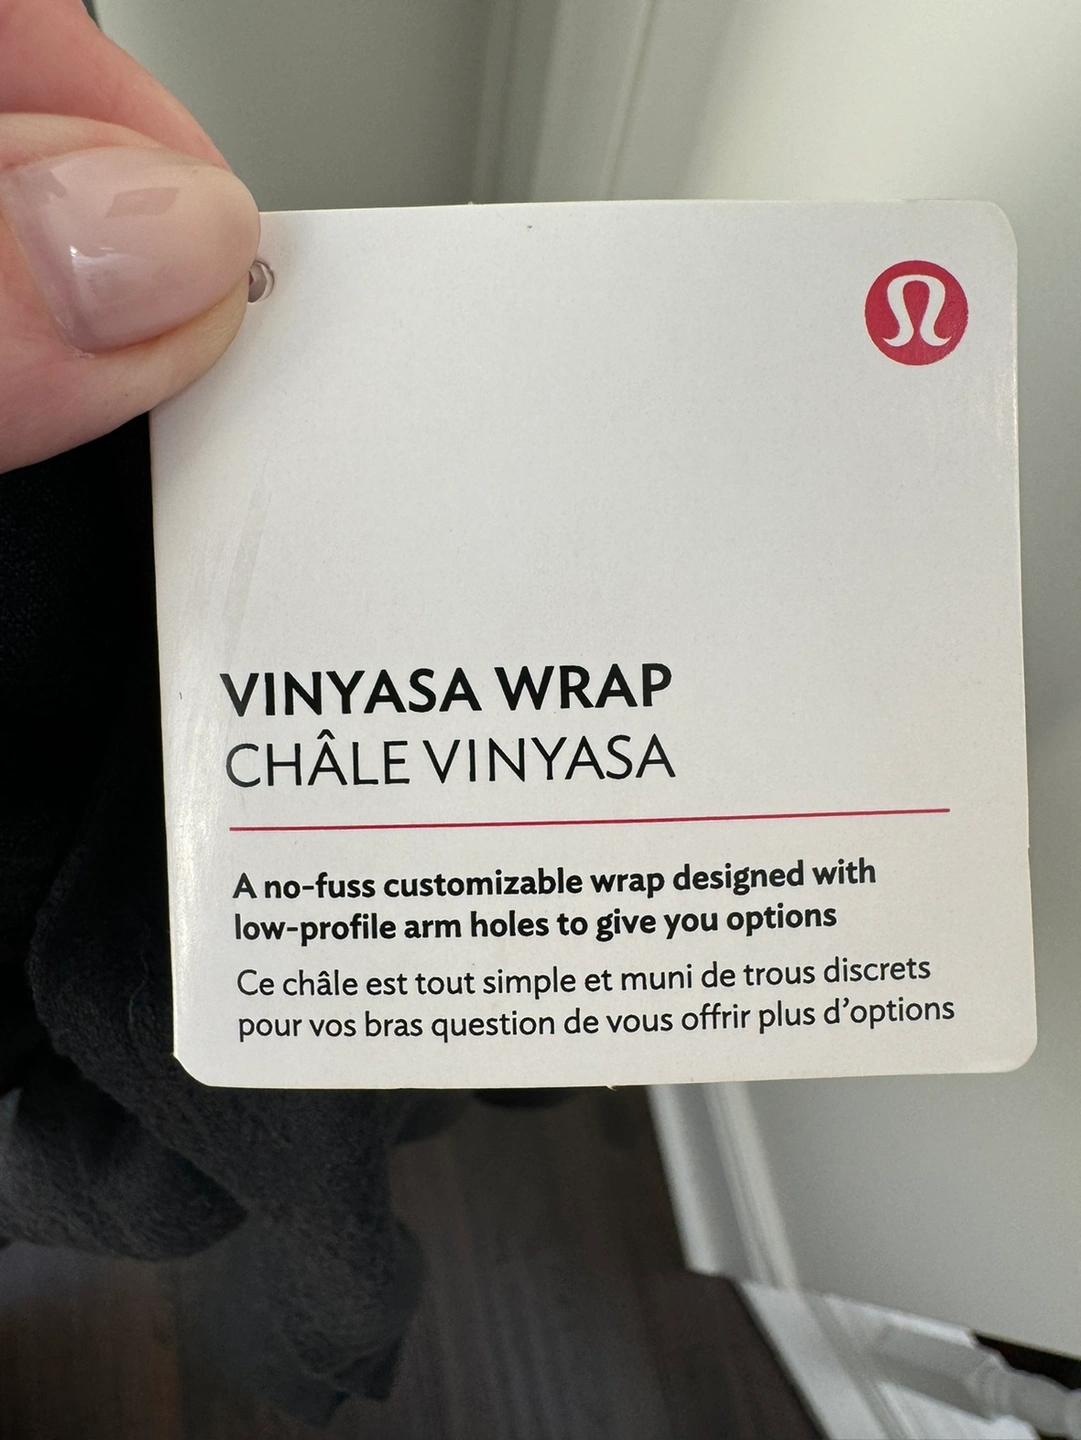 VINYASA WRAP
CHÂLE VINYASA
A no-fuss customizable wrap designed with
low-profile arm holes to give you options
Ce châle est tout simple et muni de trous discrets
pour vos bras question de vous offrir plus d’options